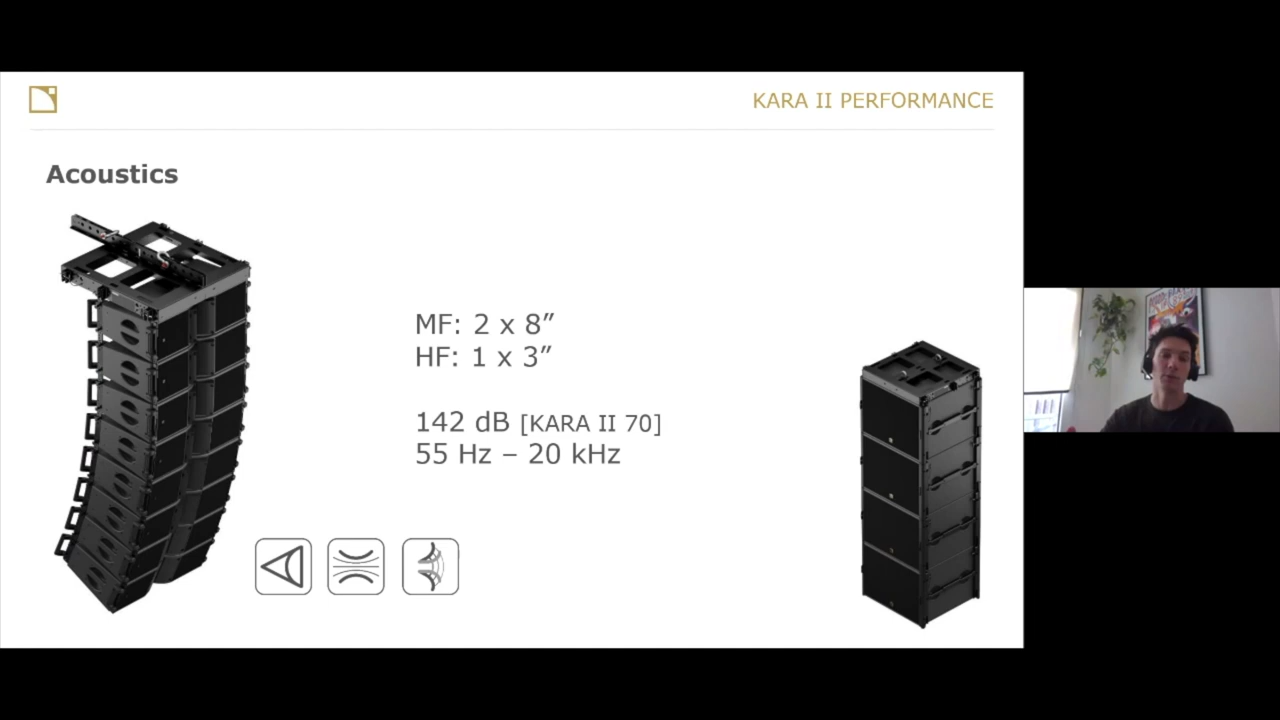 KARA II PERFORMANCE
Acoustics
MF: 2 x 8”
HF: 1 x 3”
142 dB [KARA II 70]
55 Hz – 20 kHz